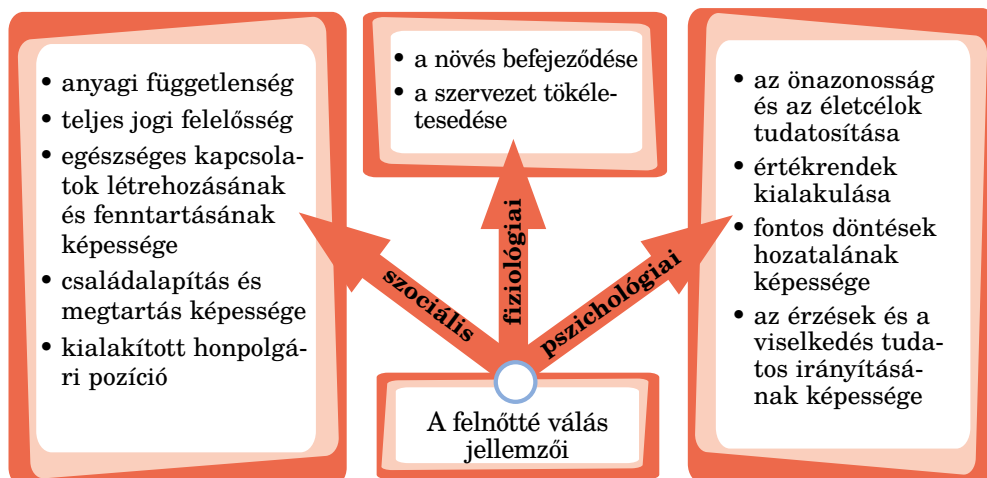 • anyagi függetlenség
• teljes jogi felelősség
• egészséges kapcsola-
tok létrehozásának
és fenntartásának
képessége
• családalapítás és
megtartás képessége
• kialakított honpolgá-
ri pozíció
• a növés befejeződése
• a szervezet tökéle-
tesedése
• az önazonosság
és az életcélok
tudatosítása
• értékrendek
kialakulása
• fontos döntések
hozatalának
képessége
• az érzések és a
viselkedés tuda-
tos irányításá-
nak képessége
szociális
fiziológiai
pszichológiai
A felnőtté válás
jellemzői